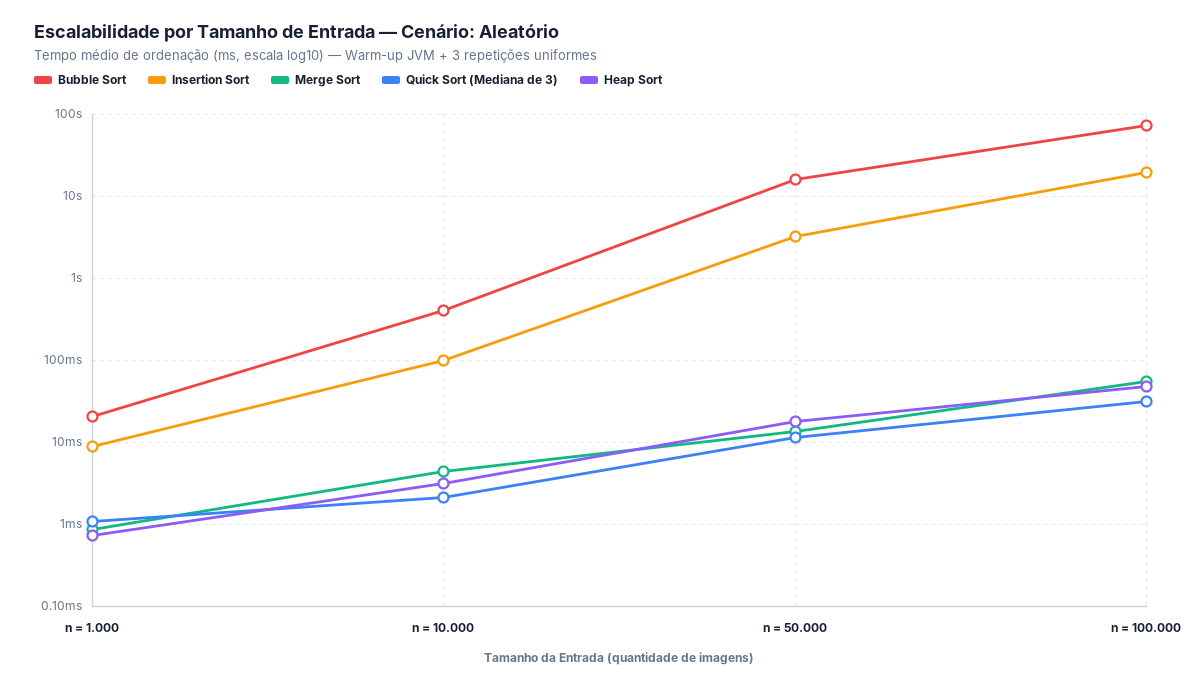 Escalabilidade por Tamanho de Entrada — Cenário: Aleatório
Tempo médio de ordenação (ms, escala log10) — Warm-up JVM + 3 repetições uniformes
Bubble Sort Insertion Sort Merge Sort Quick Sort (Mediana de 3) Heap Sort
100s
10s
1s
100ms
10ms
1ms
0.10ms
n = 1.000 n = 10.000 n = 50.000 n = 100.000
Tamanho da Entrada (quantidade de imagens)